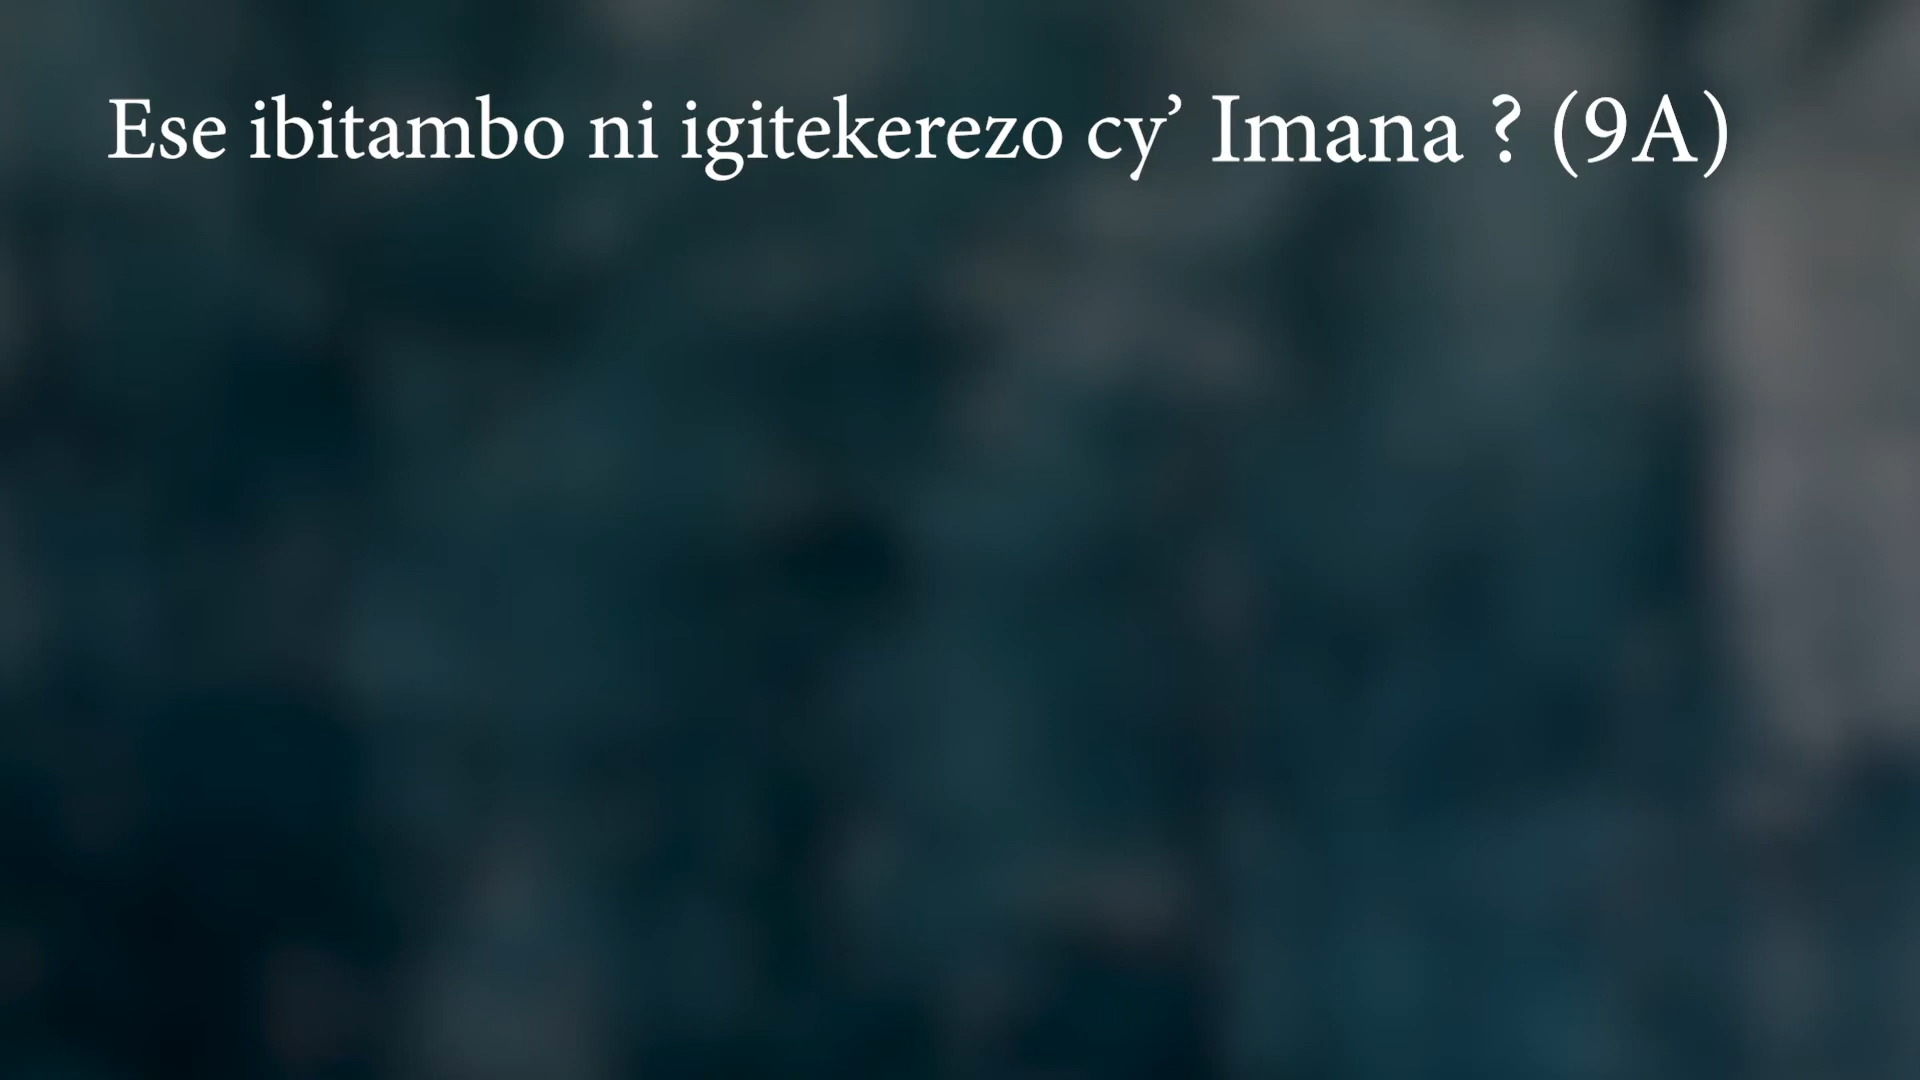 Ese ibitambo ni igitekerezo cy’ Imana ? (9A)